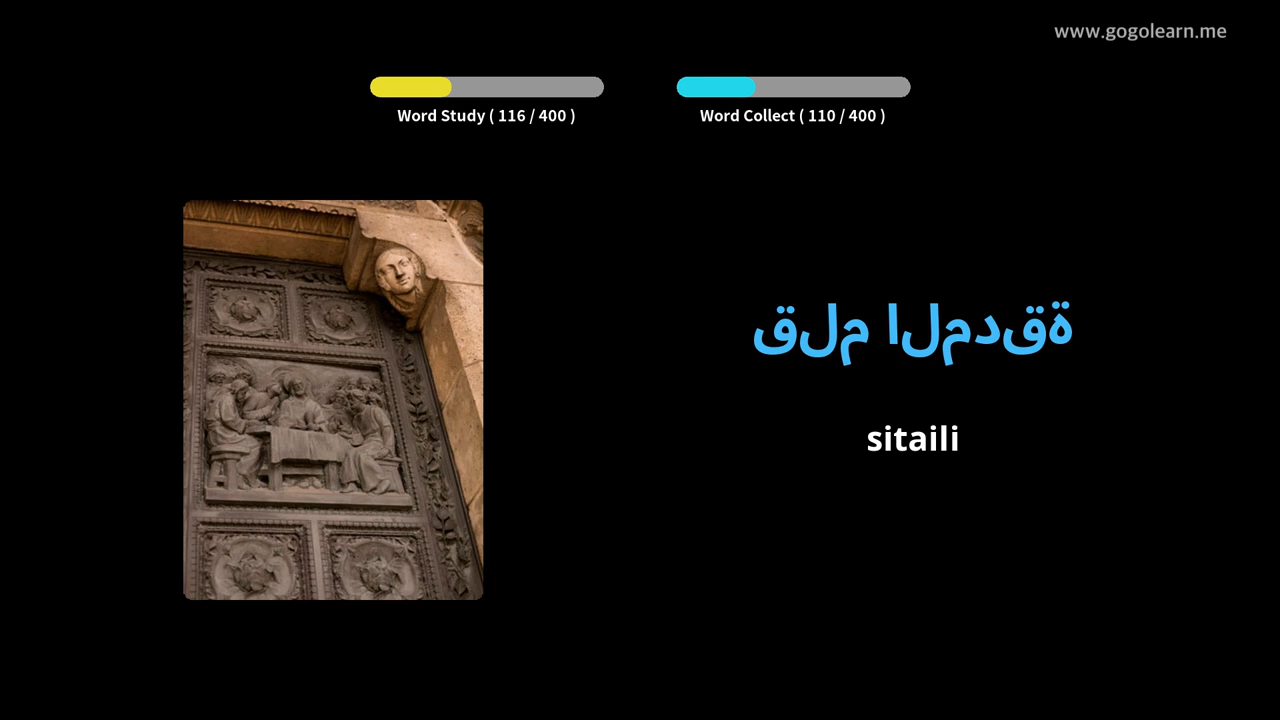 www.gogolearn.me
Word Study ( 116 / 400 )
Word Collect ( 110 / 400 )
قلم المدقة
sitaili